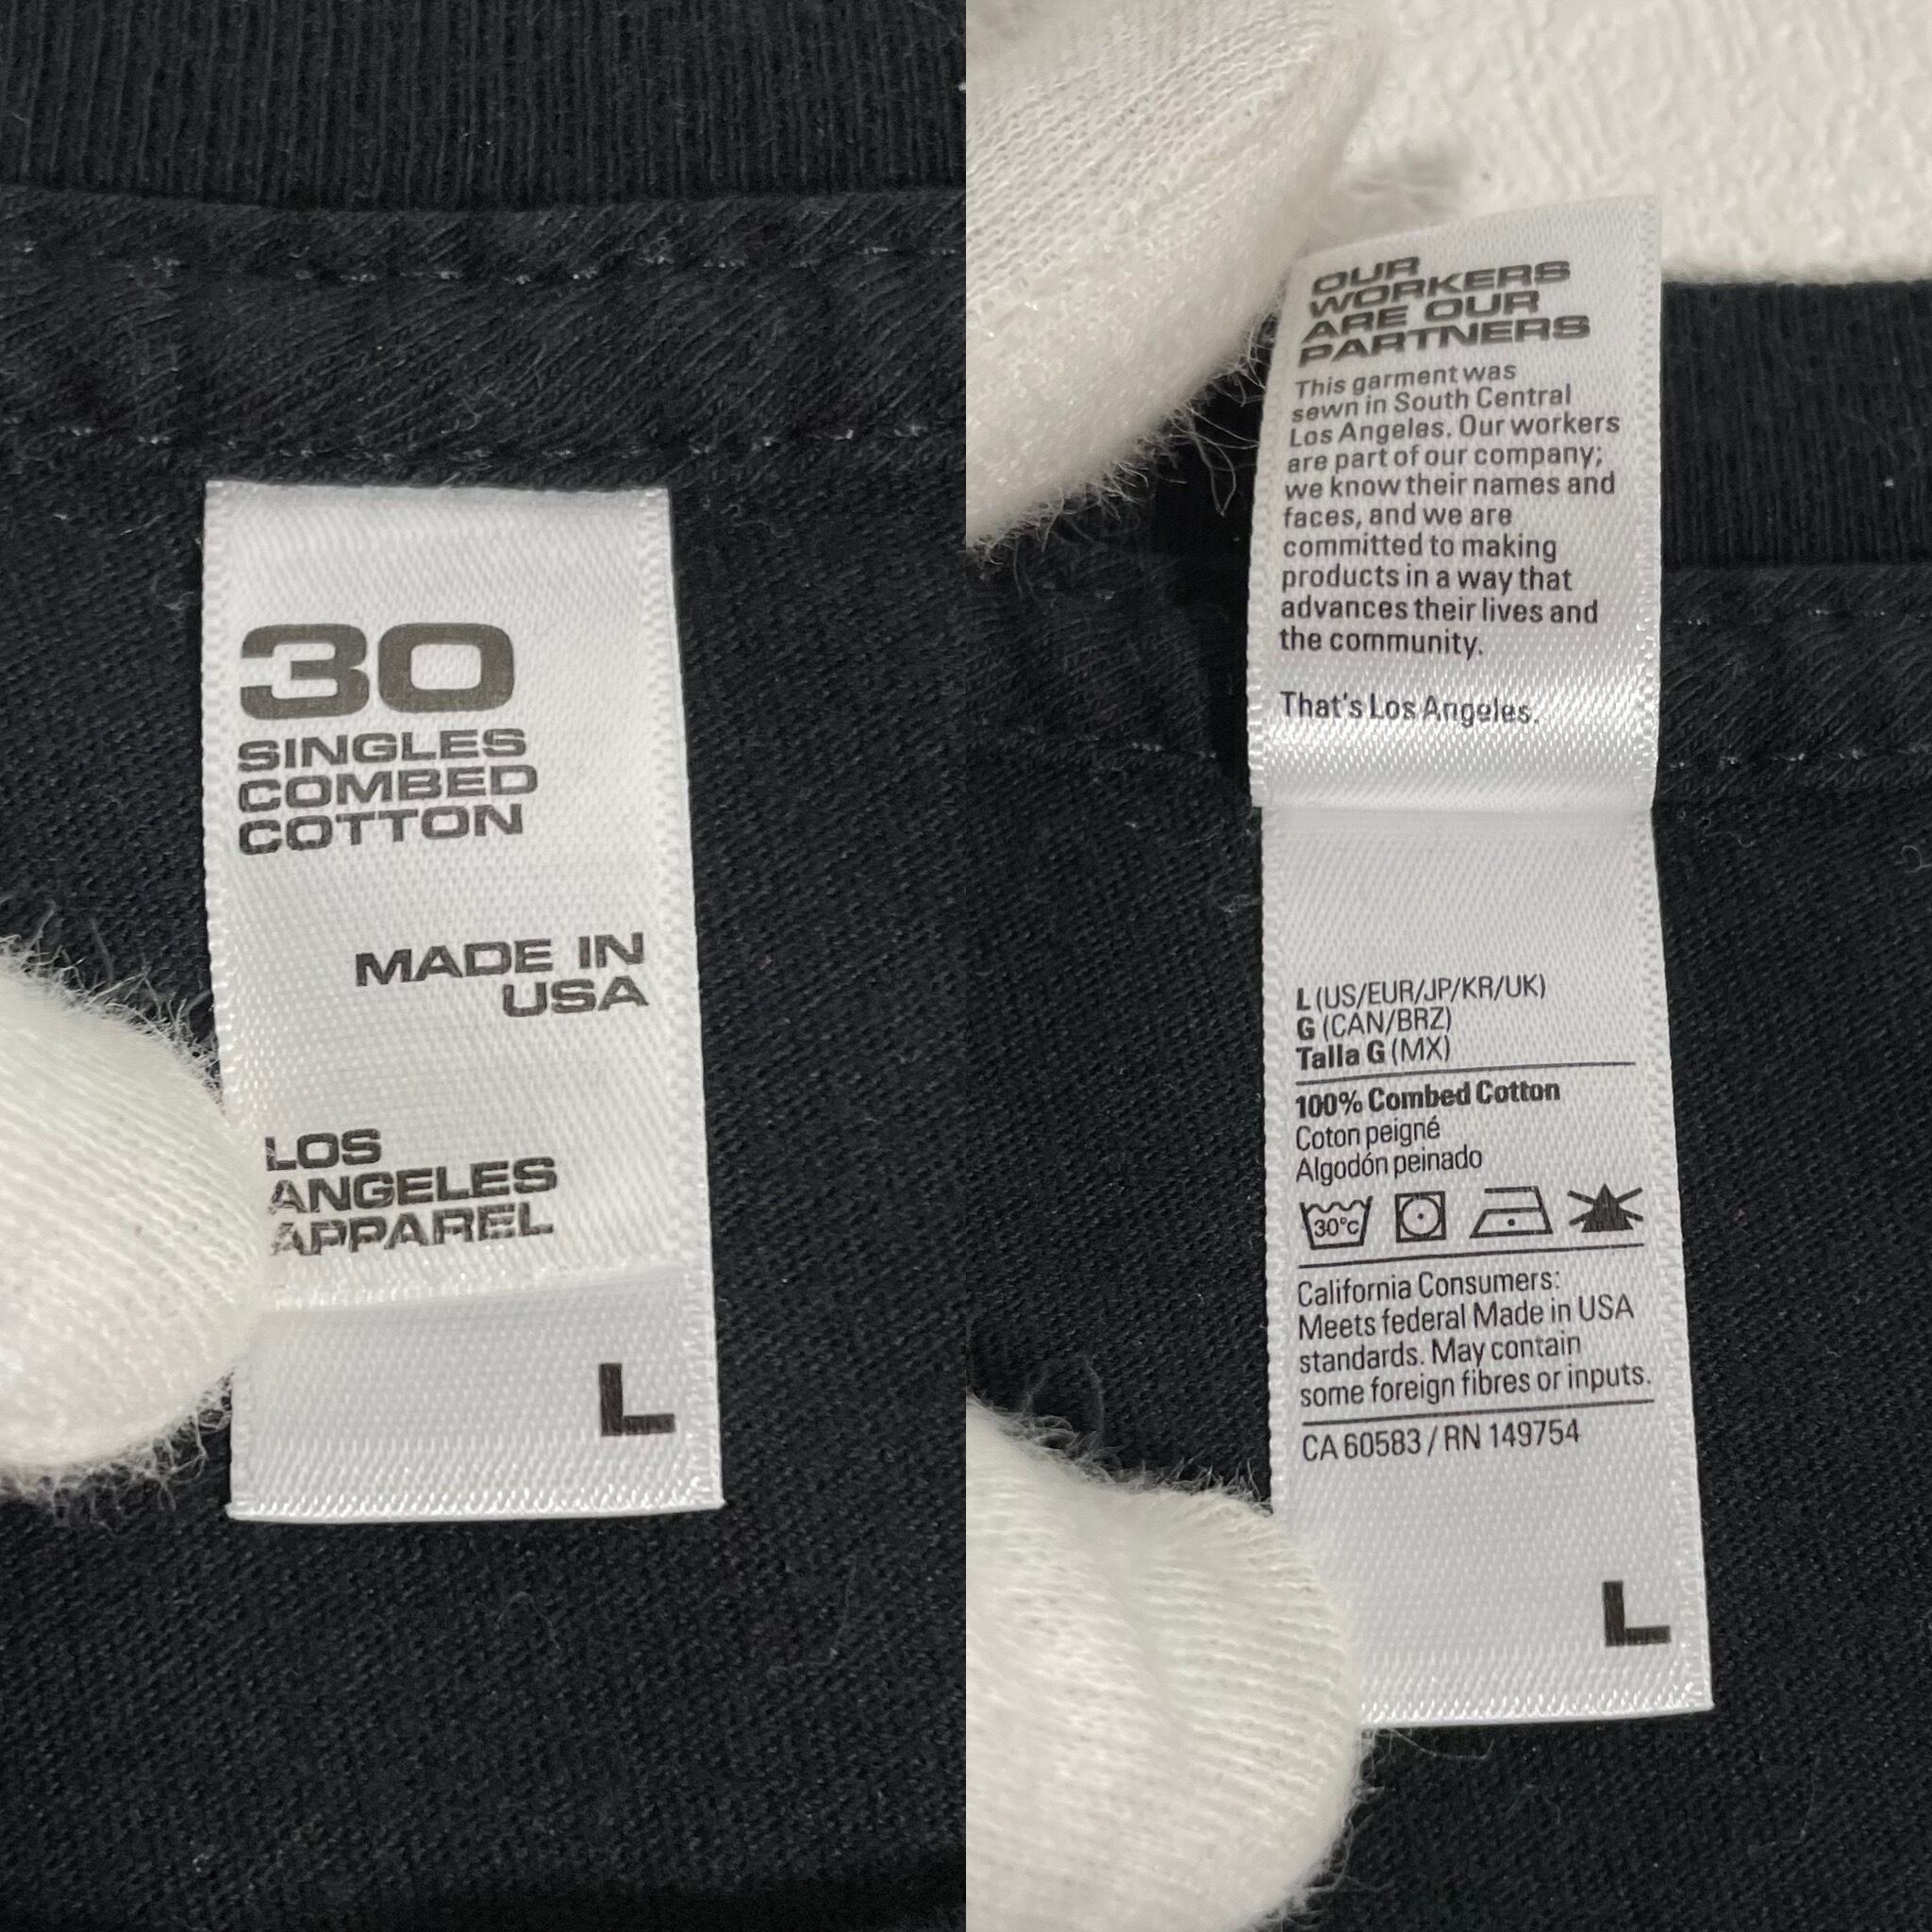 30
SINGLES
COMBED
COTTON
MADE IN
USA
LOS
ANGELES
APPAREL
L
OUR
WORKERS
ARE OUR
PARTNERS
This garment was
sewn in South Central
Los Angeles. Our workers
are part of our company;
we know their names and
faces, and we are
committed to making
products in a way that
advances their lives and
the community.
That's Los Angeles.
L (US/EUR/JP/KR/UK)
G (CAN/BRZ)
Talla G (MX)
100% Combed Cotton
Coton peigné
Algodón peinado
30°c
California Consumers:
Meets federal Made in USA
standards. May contain
some foreign fibres or inputs.
CA 60583 / RN 149754
L